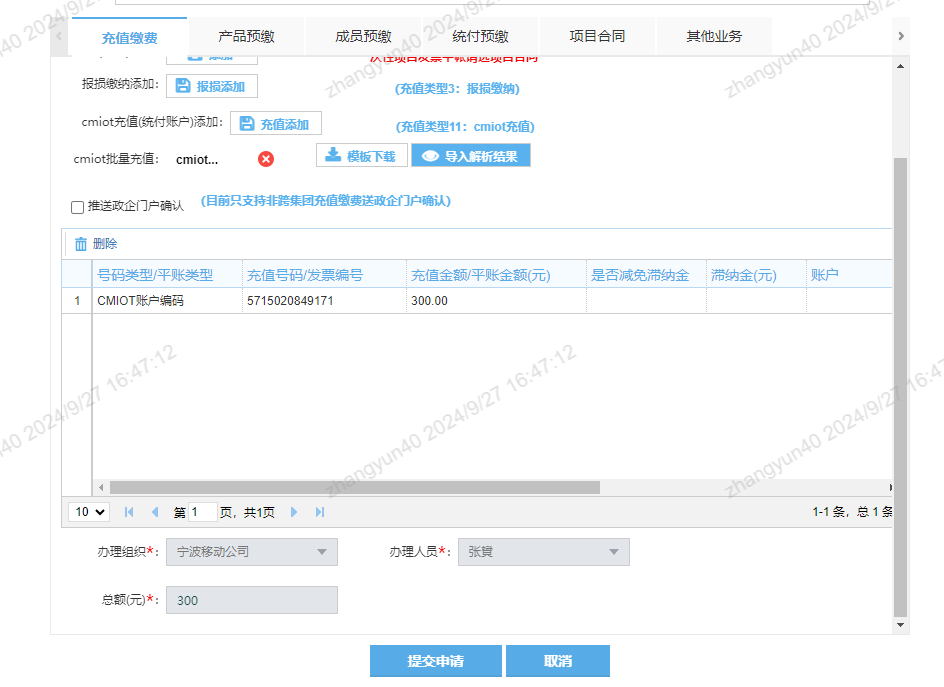 充值缴费 产品预缴 成员预缴 统付预缴 项目合同 其他业务
报损缴纳添加： 报损添加 (充值类型3：报损缴纳)
cmiot充值(统付账户)添加： 充值添加 (充值类型11：cmiot充值)
cmiot批量充值： cmiot... 模板下载 导入解析结果
推送政企门户确认 (目前只支持非跨集团充值缴费送政企门户确认)
删除
号码类型/平账类型 充值号码/发票编号 充值金额/平账金额(元) 是否减免滞纳金 滞纳金(元) 账户
1 CMIOT账户编码 5715020849171 300.00
10 第 1 页，共1页 1-1 条，总 1 条
办理组织*： 宁波移动公司 办理人员*：
总额(元)*： 300
提交申请 取消
zhangyun40 2024/9/27 16:47:12